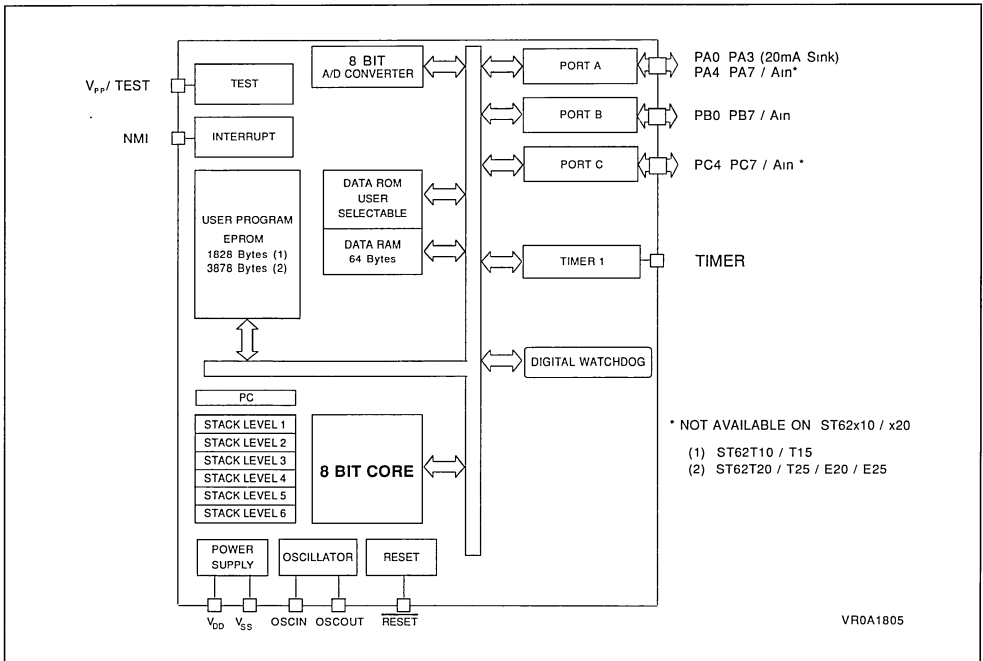 8 BIT
A/D CONVERTER
PORT A
PA0 PA3 (20mA Sink)
PA4 PA7 / Ain*
VPP/ TEST
TEST
PORT B
PB0 PB7 / Ain
NMI
INTERRUPT
PORT C
PC4 PC7 / Ain *
USER PROGRAM
EPROM
1828 Bytes (1)
3878 Bytes (2)
DATA ROM
USER
SELECTABLE
DATA RAM
64 Bytes
TIMER 1
TIMER
DIGITAL WATCHDOG
PC
STACK LEVEL 1
STACK LEVEL 2
STACK LEVEL 3
STACK LEVEL 4
STACK LEVEL 5
STACK LEVEL 6
8 BIT CORE
* NOT AVAILABLE ON ST62x10 / x20
(1) ST62T10 / T15
(2) ST62T20 / T25 / E20 / E25
POWER
SUPPLY
OSCILLATOR
RESET
VDD
VSS
OSCIN
OSCOUT
RESET
VR0A1805